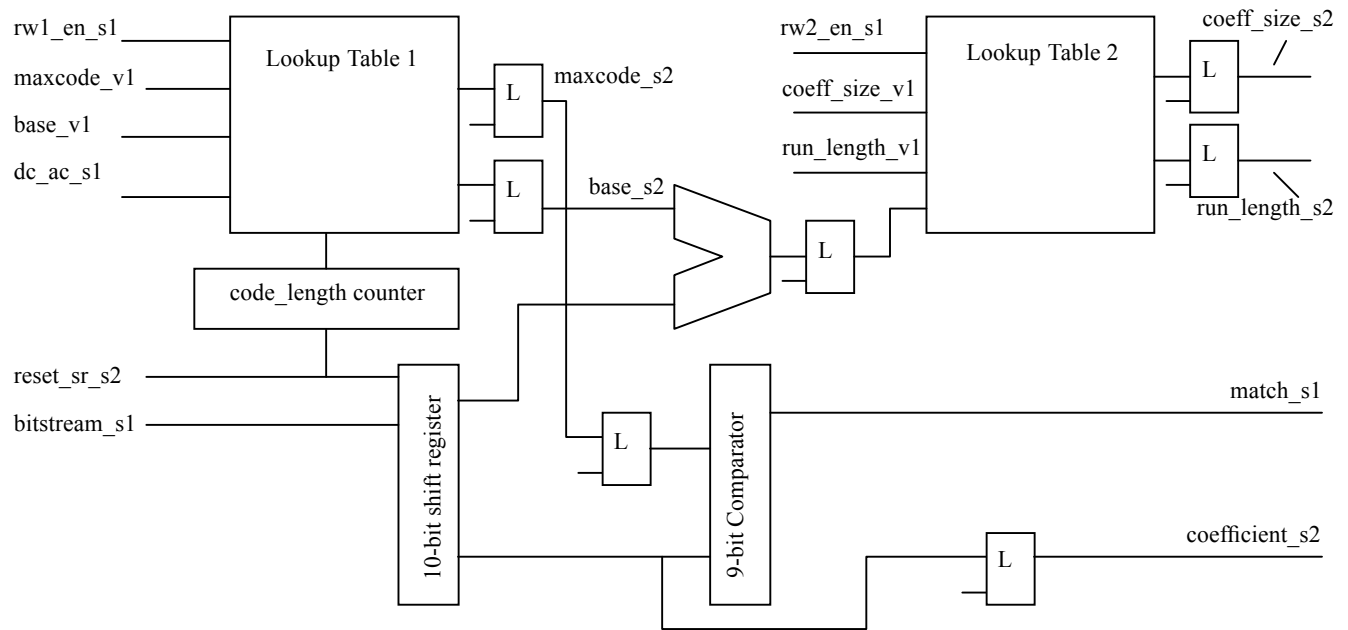 rw1_en_s1
maxcode_v1
base_v1
dc_ac_s1
Lookup Table 1
L
maxcode_s2
L
base_s2
code_length counter
reset_sr_s2
bitstream_s1
10-bit shift register
L
9-bit Comparator
L
rw2_en_s1
coeff_size_v1
run_length_v1
Lookup Table 2
L
coeff_size_s2
L
run_length_s2
match_s1
L
coefficient_s2